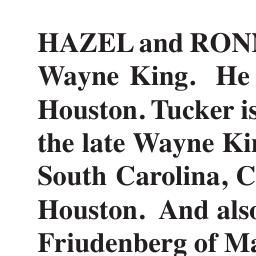 HAZEL and RON
Wayne King. He
Houston. Tucker is
the late Wayne Ki
South Carolina, C
Houston. And also
Friudenberg of Ma